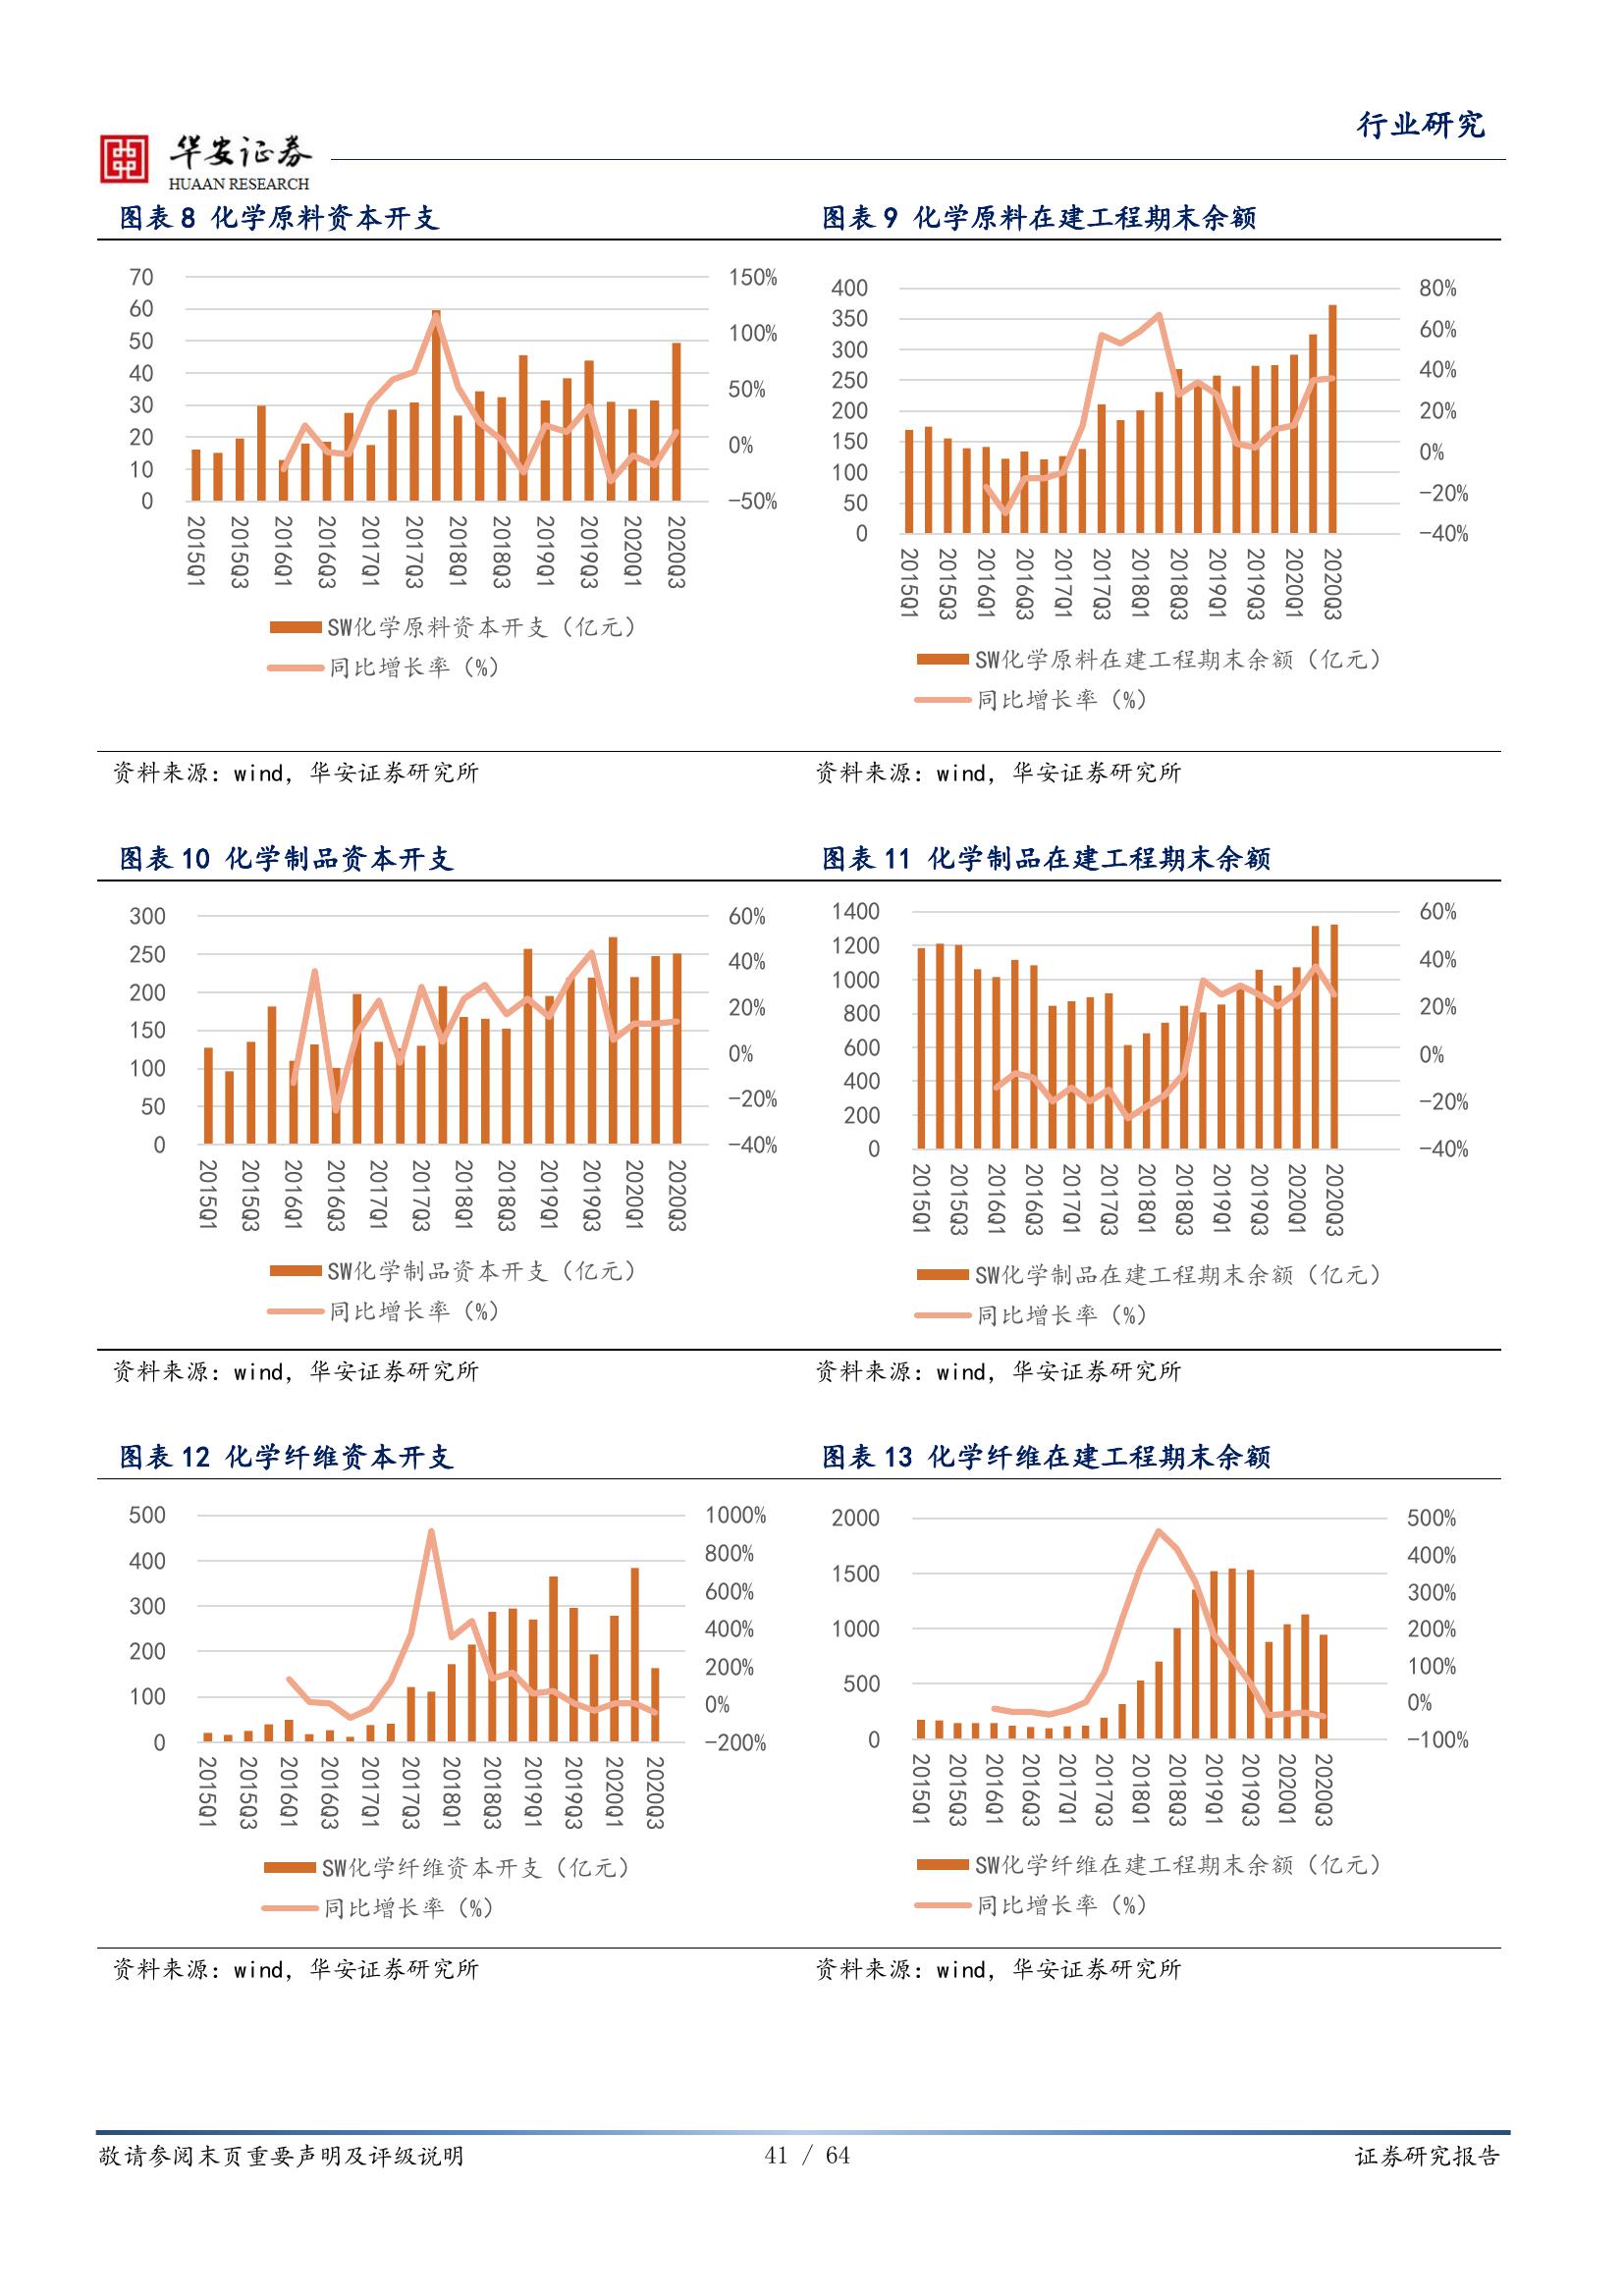 行业研究
华安证券
HUAAN RESEARCH
图表 8 化学原料资本开支
70
60
50
40
30
20
10
0
150%
100%
50%
0%
-50%
2015Q1
2015Q3
2016Q1
2016Q3
2017Q1
2017Q3
2018Q1
2018Q3
2019Q1
2019Q3
2020Q1
2020Q3
SW化学原料资本开支（亿元）
同比增长率（%）
资料来源：wind，华安证券研究所
图表 9 化学原料在建工程期末余额
400
350
300
250
200
150
100
50
0
80%
60%
40%
20%
0%
-20%
-40%
2015Q1
2015Q3
2016Q1
2016Q3
2017Q1
2017Q3
2018Q1
2018Q3
2019Q1
2019Q3
2020Q1
2020Q3
SW化学原料在建工程期末余额（亿元）
同比增长率（%）
资料来源：wind，华安证券研究所
图表 10 化学制品资本开支
300
250
200
150
100
50
0
60%
40%
20%
0%
-20%
-40%
2015Q1
2015Q3
2016Q1
2016Q3
2017Q1
2017Q3
2018Q1
2018Q3
2019Q1
2019Q3
2020Q1
2020Q3
SW化学制品资本开支（亿元）
同比增长率（%）
资料来源：wind，华安证券研究所
图表 11 化学制品在建工程期末余额
1400
1200
1000
800
600
400
200
0
60%
40%
20%
0%
-20%
-40%
2015Q1
2015Q3
2016Q1
2016Q3
2017Q1
2017Q3
2018Q1
2018Q3
2019Q1
2019Q3
2020Q1
2020Q3
SW化学制品在建工程期末余额（亿元）
同比增长率（%）
资料来源：wind，华安证券研究所
图表 12 化学纤维资本开支
500
400
300
200
100
0
1000%
800%
600%
400%
200%
0%
-200%
2015Q1
2015Q3
2016Q1
2016Q3
2017Q1
2017Q3
2018Q1
2018Q3
2019Q1
2019Q3
2020Q1
2020Q3
SW化学纤维资本开支（亿元）
同比增长率（%）
资料来源：wind，华安证券研究所
图表 13 化学纤维在建工程期末余额
2000
1500
1000
500
0
500%
400%
300%
200%
100%
0%
-100%
2015Q1
2015Q3
2016Q1
2016Q3
2017Q1
2017Q3
2018Q1
2018Q3
2019Q1
2019Q3
2020Q1
2020Q3
SW化学纤维在建工程期末余额（亿元）
同比增长率（%）
资料来源：wind，华安证券研究所
敬请参阅末页重要声明及评级说明
41 / 64
证券研究报告